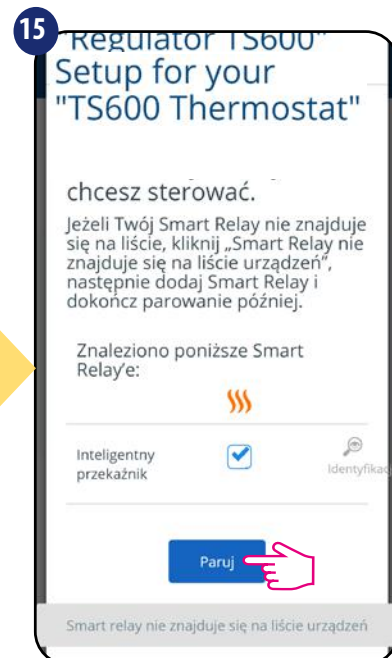 15
"Regulator TS600"
Setup for your
"TS600 Thermostat"
chcesz sterować.
Jeżeli Twój Smart Relay nie znajduje
się na liście, kliknij „Smart Relay nie
znajduje się na liście urządzeń”,
następnie dodaj Smart Relay i
dokończ parowanie później.
Znaleziono poniższe Smart
Relay’e:
Inteligentny
przekaźnik
Identyfikac
Paruj
Smart relay nie znajduje się na liście urządzeń